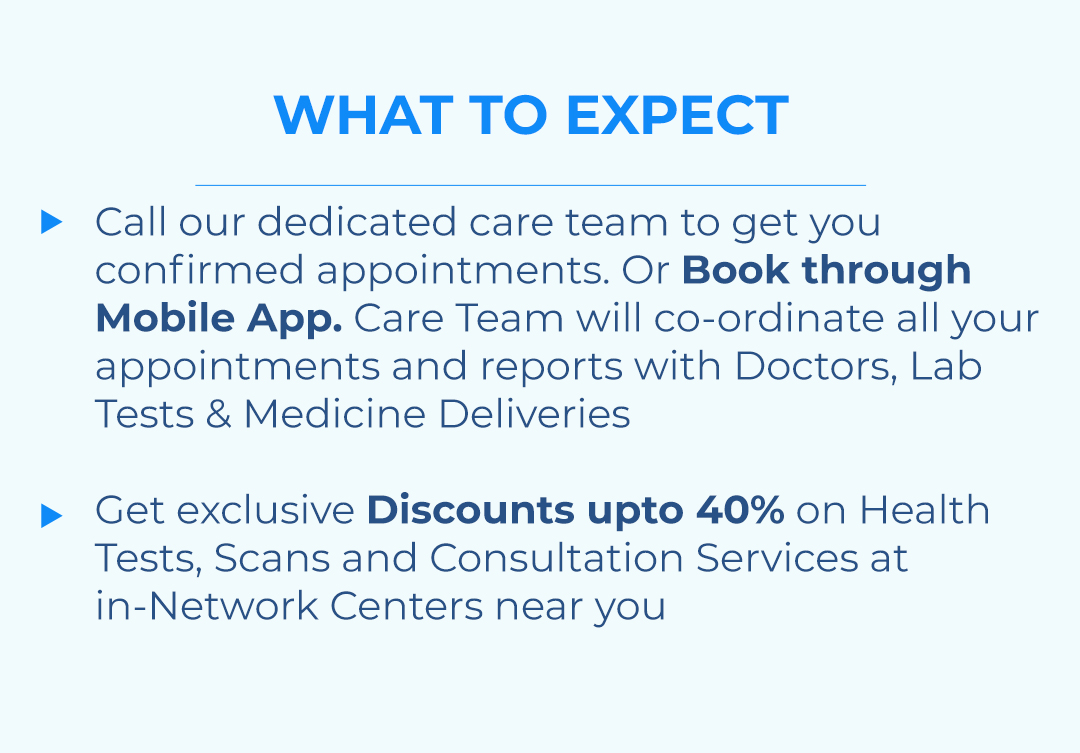 WHAT TO EXPECT
Call our dedicated care team to get you
confirmed appointments. Or Book through
Mobile App. Care Team will co-ordinate all your
appointments and reports with Doctors, Lab
Tests & Medicine Deliveries
Get exclusive Discounts upto 40% on Health
Tests, Scans and Consultation Services at
in-Network Centers near you